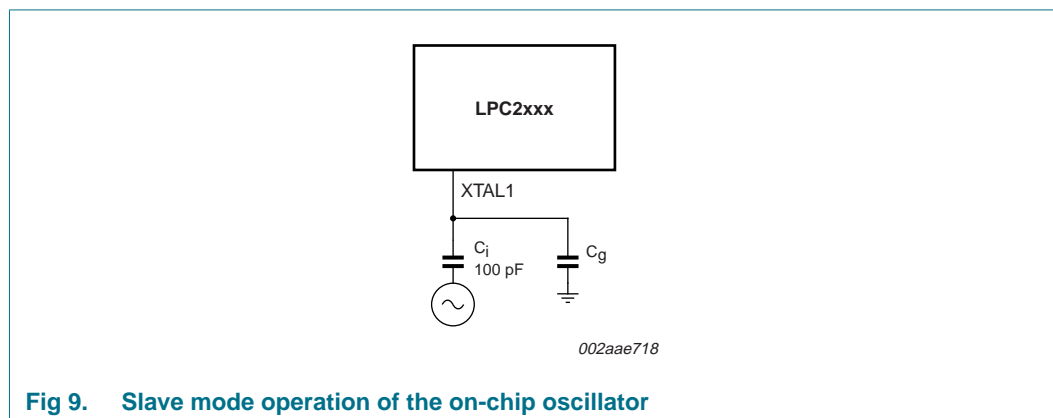 LPC2xxx
XTAL1
Ci
100 pF
Cg
002aae718
Fig 9. Slave mode operation of the on-chip oscillator